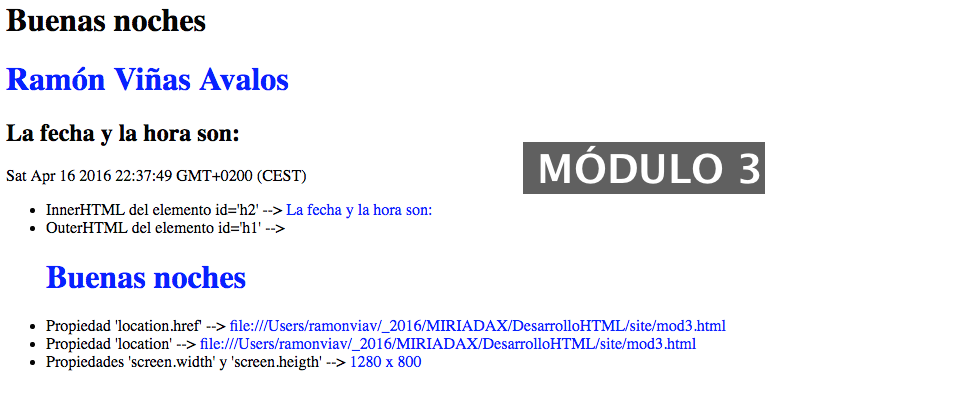 Buenas noches
Ramón Viñas Avalos
La fecha y la hora son:
MÓDULO 3
Sat Apr 16 2016 22:37:49 GMT+0200 (CEST)
• InnerHTML del elemento id='h2' --> La fecha y la hora son:
• OuterHTML del elemento id='h1' -->
Buenas noches
• Propiedad 'location.href' --> file:///Users/ramonviav/_2016/MIRIADAX/DesarrolloHTML/site/mod3.html
• Propiedad 'location' --> file:///Users/ramonviav/_2016/MIRIADAX/DesarrolloHTML/site/mod3.html
• Propiedades 'screen.width' y 'screen.heigth' --> 1280 x 800